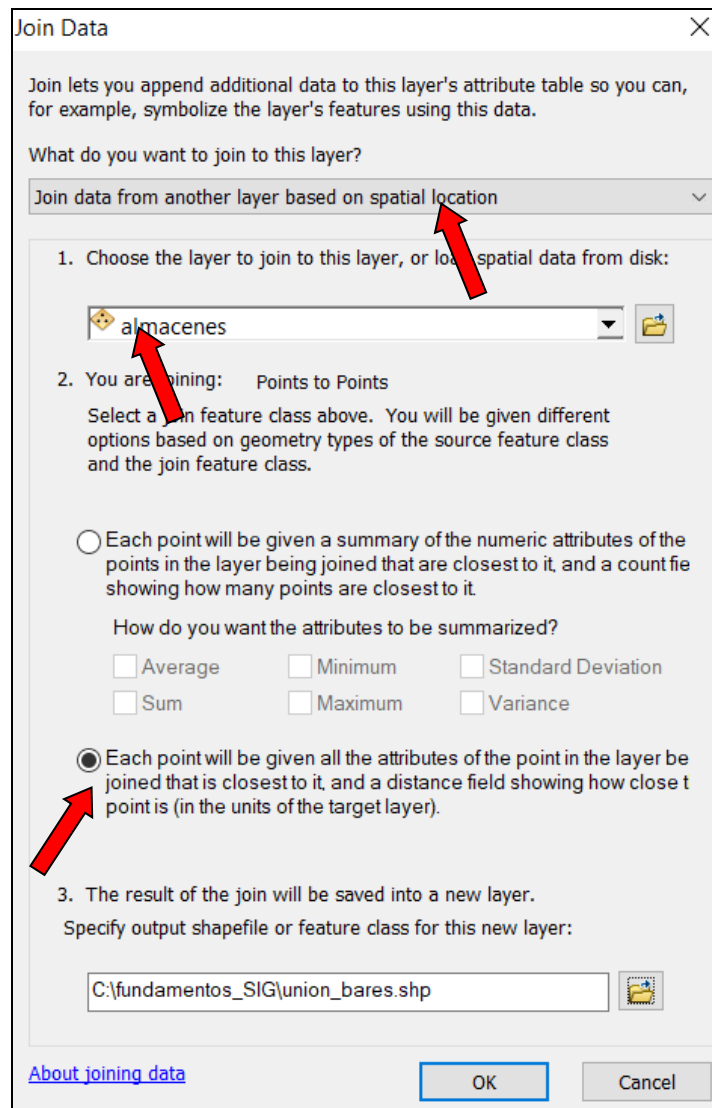 Join Data
Join lets you append additional data to this layer's attribute table so you can,
for example, symbolize the layer's features using this data.
What do you want to join to this layer?
Join data from another layer based on spatial location
1. Choose the layer to join to this layer, or load spatial data from disk:
almacenes
2. You are joining: Points to Points
Select a join feature class above. You will be given different
options based on geometry types of the source feature class
and the join feature class.
Each point will be given a summary of the numeric attributes of the
points in the layer being joined that are closest to it, and a count fie
showing how many points are closest to it.
How do you want the attributes to be summarized?
Average Minimum Standard Deviation
Sum Maximum Variance
Each point will be given all the attributes of the point in the layer be
joined that is closest to it, and a distance field showing how close t
point is (in the units of the target layer).
3. The result of the join will be saved into a new layer.
Specify output shapefile or feature class for this new layer:
C:\fundamentos_SIG\union_bares.shp
About joining data
OK Cancel